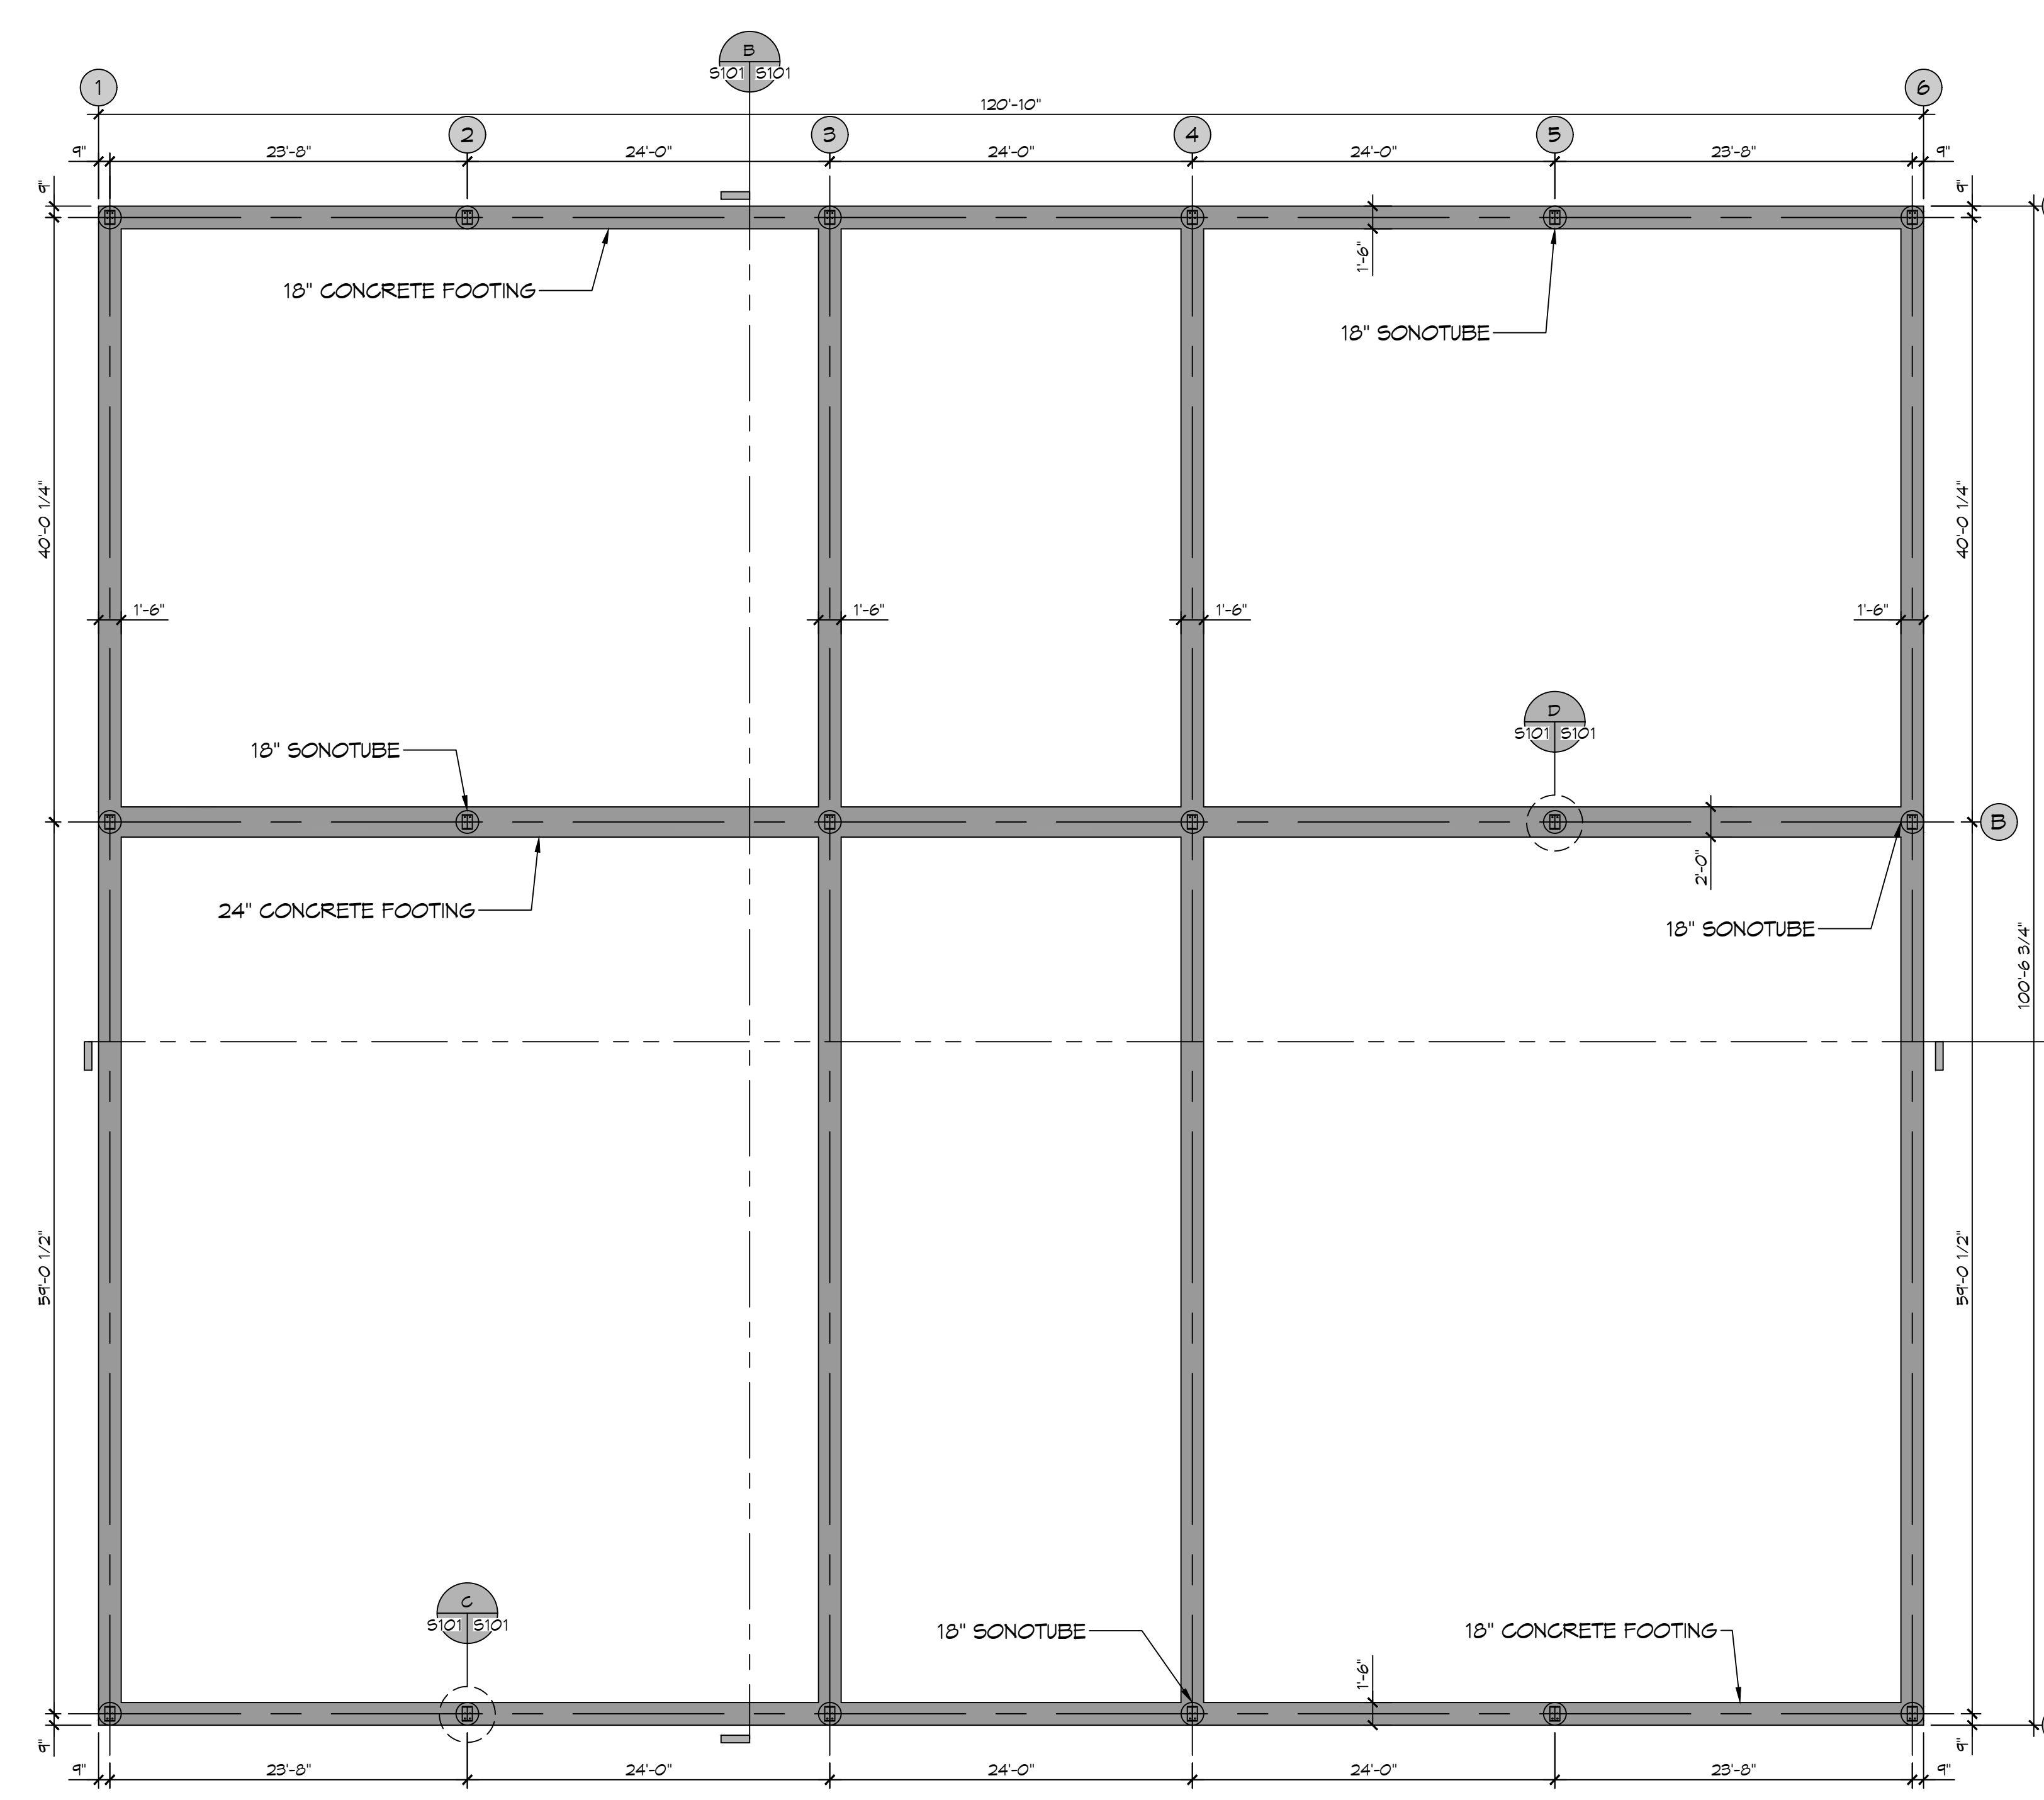 B
S101 S101
1
6
120'-10"
2
3
4
5
9"
23'-8"
24'-0"
24'-0"
24'-0"
23'-8"
9"
9"
9"
1'-6"
18" CONCRETE FOOTING
18" SONOTUBE
40'-0 1/4"
40'-0 1/4"
1'-6"
1'-6"
1'-6"
1'-6"
D
S101 S101
18" SONOTUBE
B
2'-0"
24" CONCRETE FOOTING
18" SONOTUBE
100'-6 3/4"
59'-0 1/2"
59'-0 1/2"
C
S101 S101
18" SONOTUBE
18" CONCRETE FOOTING
1'-6"
9"
9"
9"
23'-8"
24'-0"
24'-0"
24'-0"
23'-8"
9"